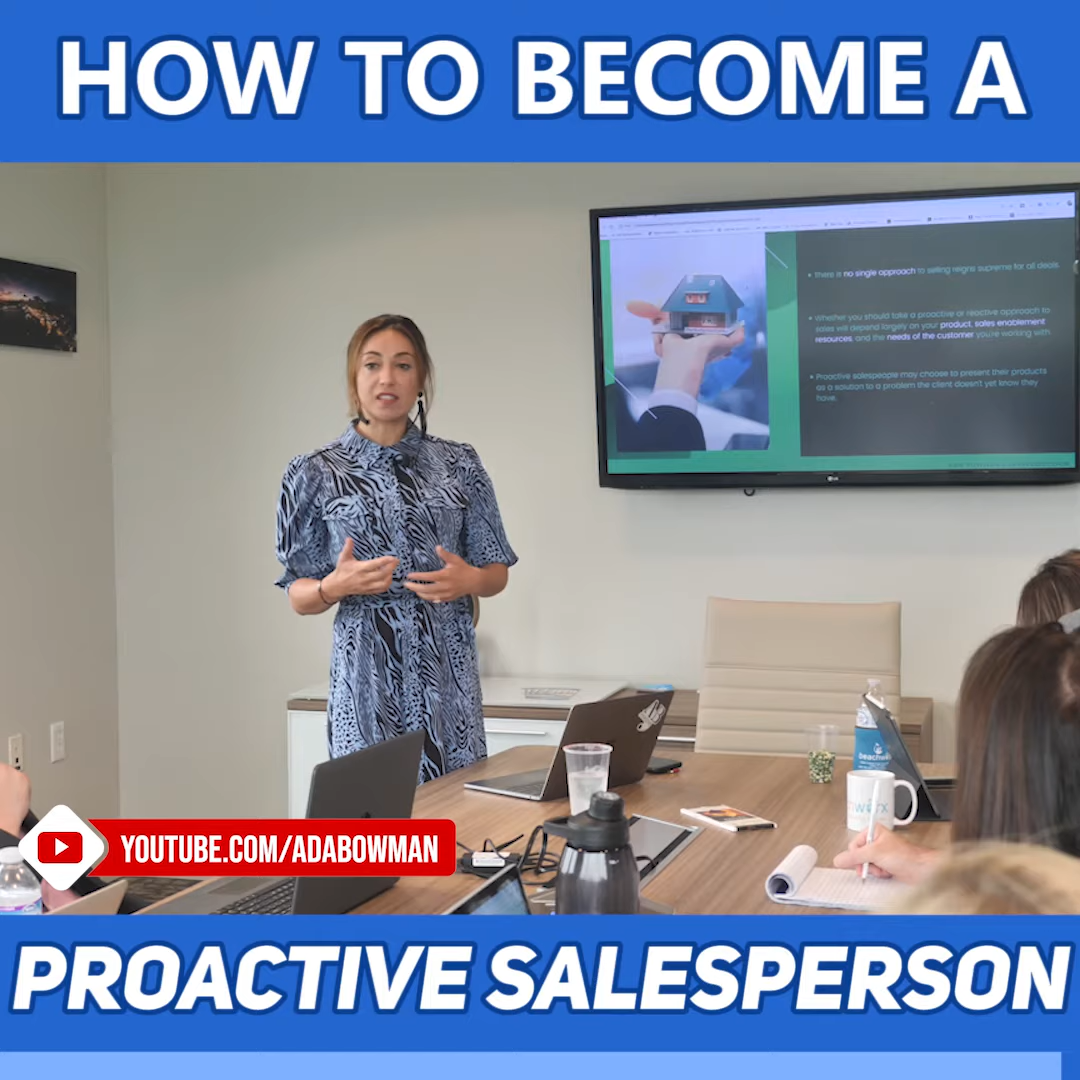 HOW TO BECOME A
There is no single approach to selling reigns supreme for all deals.
Whether you should take a proactive or reactive approach to
sales will depend largely on your product, sales enablement
resources, and the needs of the customer you're working with.
Proactive salespeople may choose to present their products
as a solution to a problem the client doesn't yet know they
have.
LG
YOUTUBE.COM/ADABOWMAN
PROACTIVE SALESPERSON